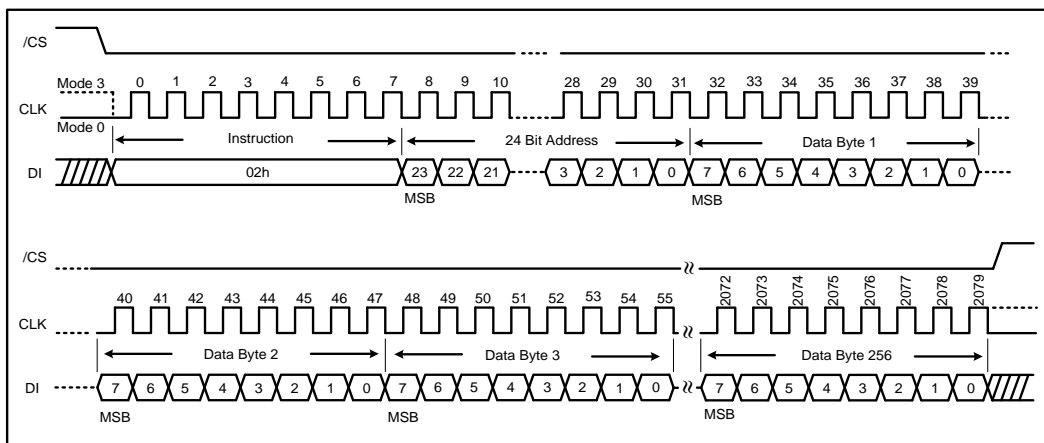 /CS
Mode 3 0 1 2 3 4 5 6 7 8 9 10 28 29 30 31 32 33 34 35 36 37 38 39
CLK
Mode 0
Instruction 24 Bit Address Data Byte 1
DI 02h 23 22 21 3 2 1 0 7 6 5 4 3 2 1 0
MSB MSB
/CS
40 41 42 43 44 45 46 47 48 49 50 51 52 53 54 55 2072 2073 2074 2075 2076 2077 2078 2079
CLK
Data Byte 2 Data Byte 3 Data Byte 256
DI 7 6 5 4 3 2 1 0 7 6 5 4 3 2 1 0 7 6 5 4 3 2 1 0
MSB MSB MSB